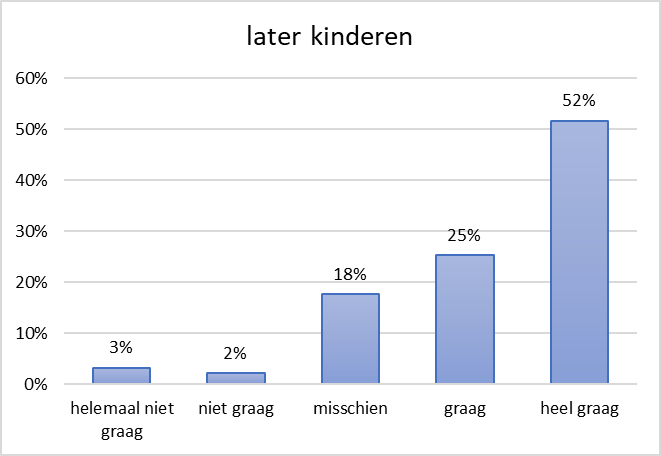 later kinderen
60%
50%
40%
30%
20%
10%
0%
3%
2%
18%
25%
52%
helemaal niet
graag
niet graag
misschien
graag
heel graag